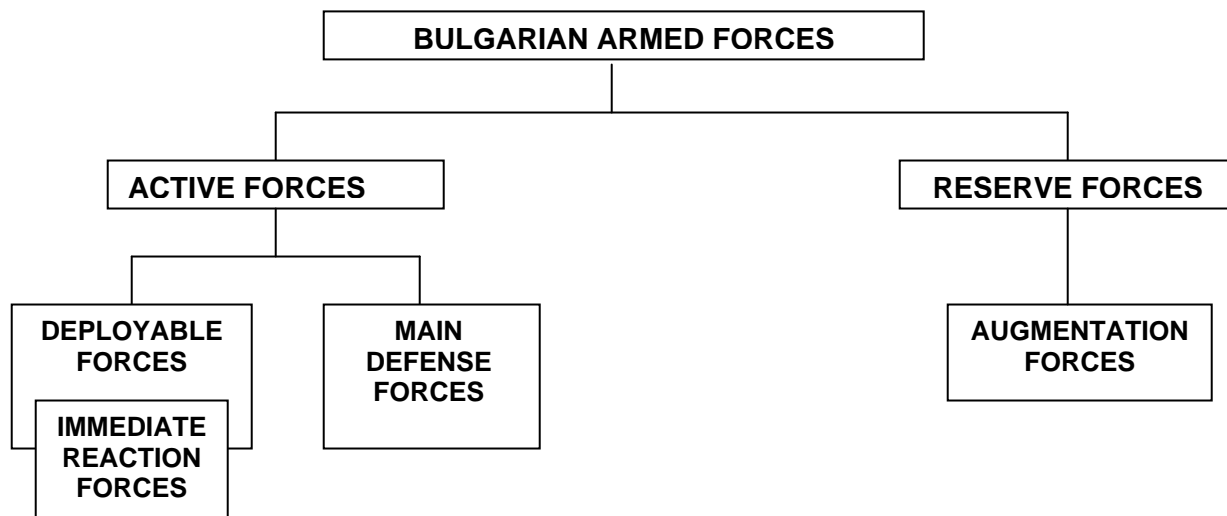 BULGARIAN ARMED FORCES
ACTIVE FORCES
RESERVE FORCES
DEPLOYABLE
FORCES
IMMEDIATE
REACTION
FORCES
MAIN
DEFENSE
FORCES
AUGMENTATION
FORCES